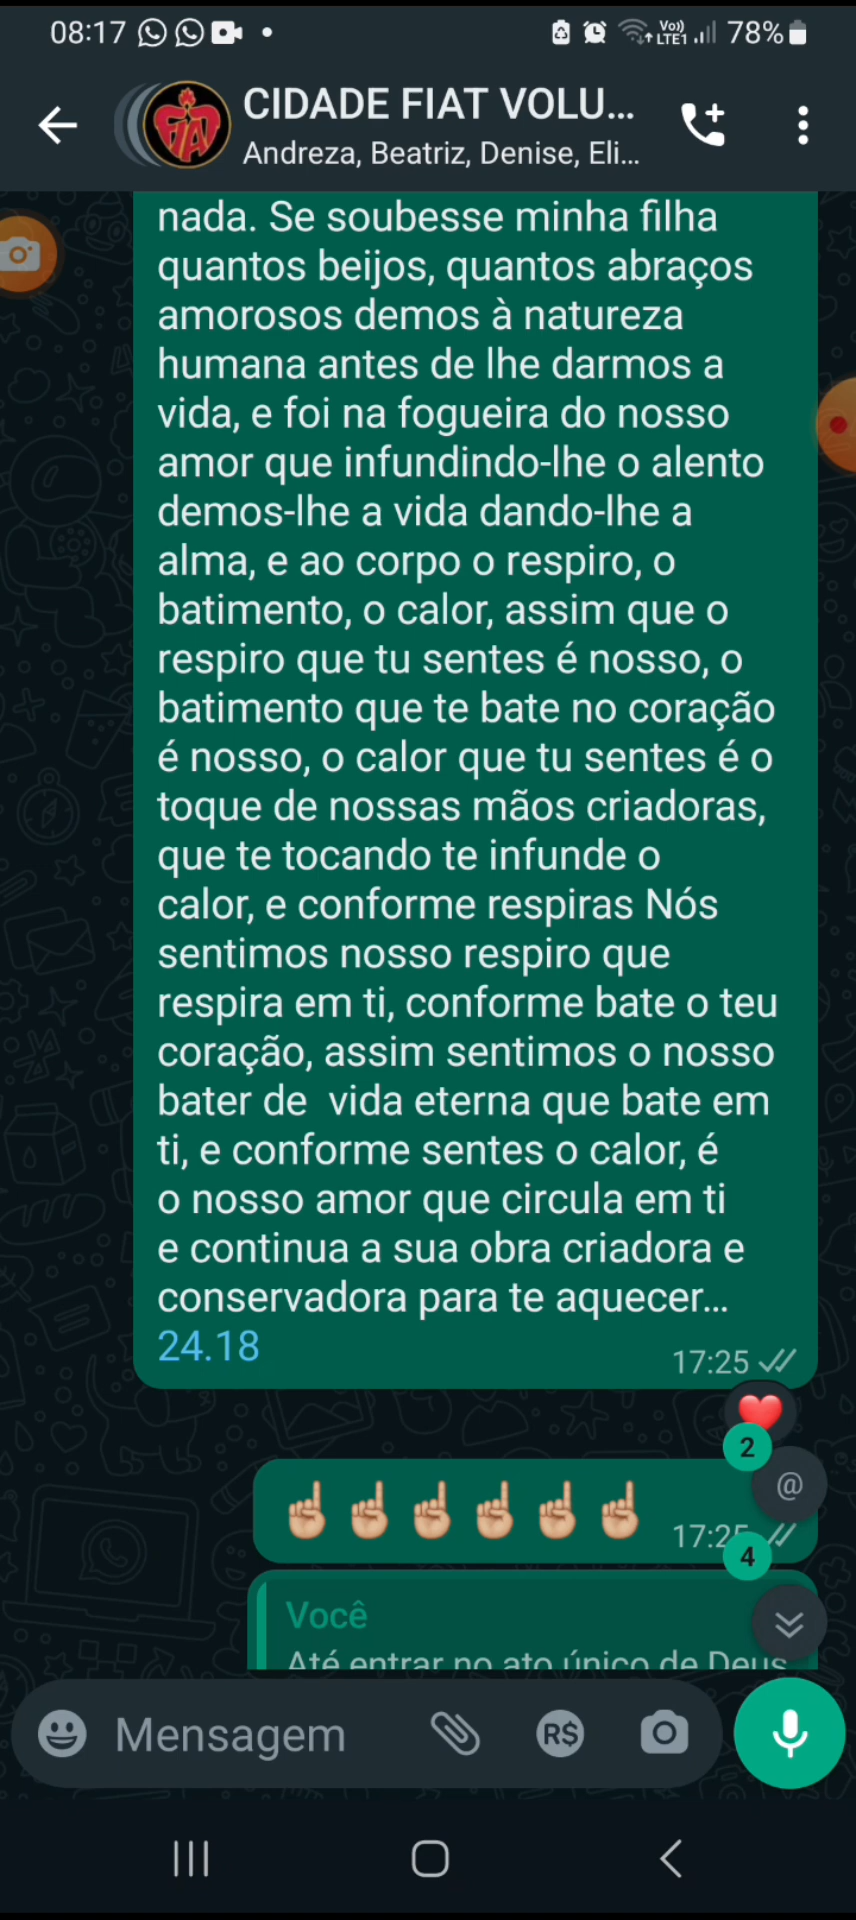 08:17
Vo))
LTE1
78%
FIAT
CIDADE FIAT VOLU...
Andreza, Beatriz, Denise, Eli...
nada. Se soubesse minha filha
quantos beijos, quantos abraços
amorosos demos à natureza
humana antes de lhe darmos a
vida, e foi na fogueira do nosso
amor que infundindo-lhe o alento
demos-lhe a vida dando-lhe a
alma, e ao corpo o respiro, o
batimento, o calor, assim que o
respiro que tu sentes é nosso, o
batimento que te bate no coração
é nosso, o calor que tu sentes é o
toque de nossas mãos criadoras,
que te tocando te infunde o
calor, e conforme respiras Nós
sentimos nosso respiro que
respira em ti, conforme bate o teu
coração, assim sentimos o nosso
bater de  vida eterna que bate em
ti, e conforme sentes o calor, é
o nosso amor que circula em ti
e continua a sua obra criadora e
conservadora para te aquecer...
24.18
17:25
2
@
☝🏼 ☝🏼 ☝🏼 ☝🏼 ☝🏼 ☝🏼
17:25
4
Você
Até entrar no ato único de Deus
Mensagem
R$